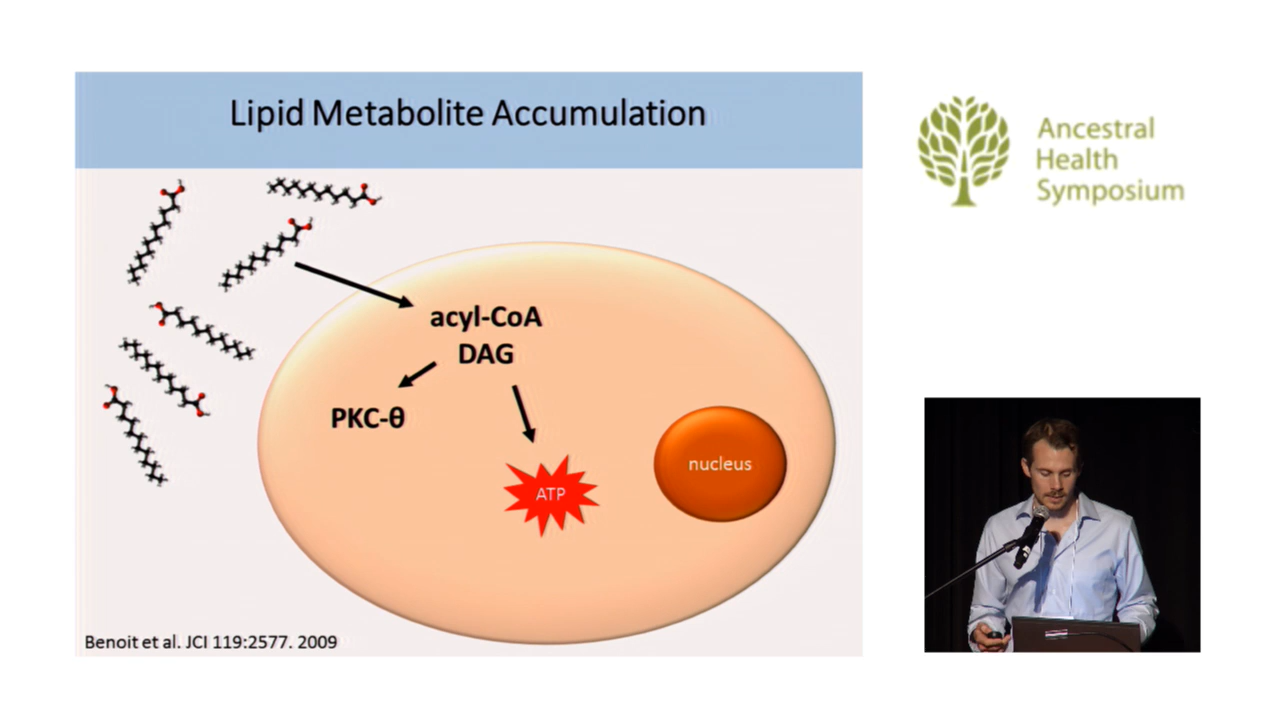 Lipid Metabolite Accumulation
acyl-CoA
DAG
PKC-θ
ATP
nucleus
Benoit et al. JCI 119:2577. 2009
Ancestral
Health
Symposium